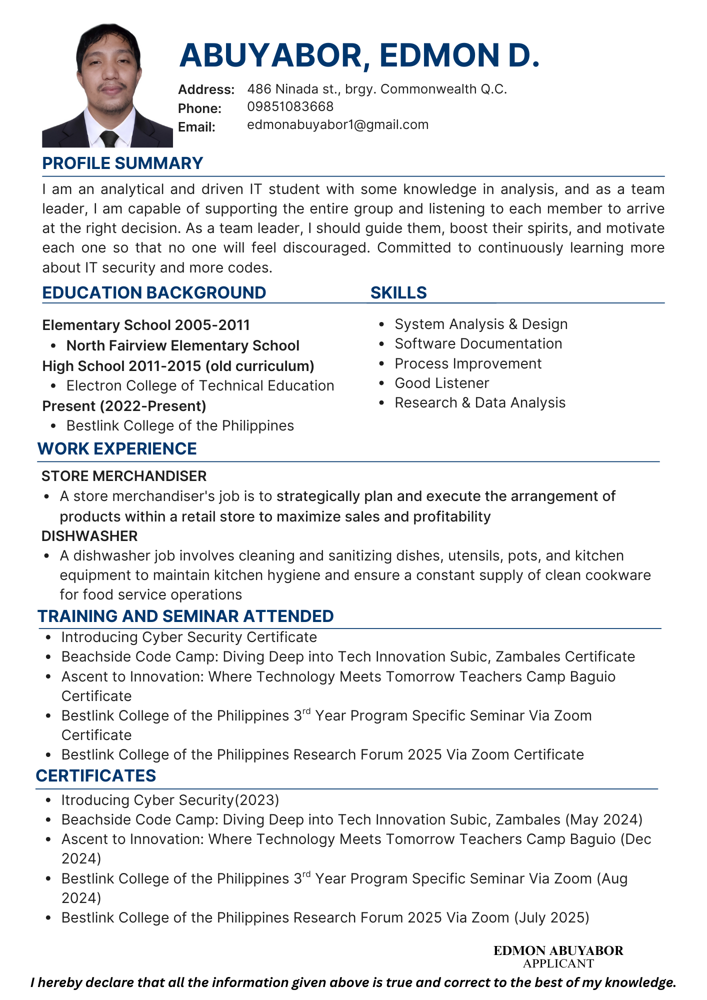 ABUYABOR, EDMON D.
Address: 486 Ninada st., brgy. Commonwealth Q.C.
Phone: 09851083668
Email: edmonabuyabor1@gmail.com
PROFILE SUMMARY
I am an analytical and driven IT student with some knowledge in analysis, and as a team
leader, I am capable of supporting the entire group and listening to each member to arrive
at the right decision. As a team leader, I should guide them, boost their spirits, and motivate
each one so that no one will feel discouraged. Committed to continuously learning more
about IT security and more codes.
EDUCATION BACKGROUND
Elementary School 2005-2011
• North Fairview Elementary School
High School 2011-2015 (old curriculum)
• Electron College of Technical Education
Present (2022-Present)
• Bestlink College of the Philippines
SKILLS
• System Analysis & Design
• Software Documentation
• Process Improvement
• Good Listener
• Research & Data Analysis
WORK EXPERIENCE
STORE MERCHANDISER
• A store merchandiser's job is to strategically plan and execute the arrangement of
products within a retail store to maximize sales and profitability
DISHWASHER
• A dishwasher job involves cleaning and sanitizing dishes, utensils, pots, and kitchen
equipment to maintain kitchen hygiene and ensure a constant supply of clean cookware
for food service operations
TRAINING AND SEMINAR ATTENDED
• Introducing Cyber Security Certificate
• Beachside Code Camp: Diving Deep into Tech Innovation Subic, Zambales Certificate
• Ascent to Innovation: Where Technology Meets Tomorrow Teachers Camp Baguio
Certificate
• Bestlink College of the Philippines 3rd Year Program Specific Seminar Via Zoom
Certificate
• Bestlink College of the Philippines Research Forum 2025 Via Zoom Certificate
CERTIFICATES
• Itroducing Cyber Security(2023)
• Beachside Code Camp: Diving Deep into Tech Innovation Subic, Zambales (May 2024)
• Ascent to Innovation: Where Technology Meets Tomorrow Teachers Camp Baguio (Dec
2024)
• Bestlink College of the Philippines 3rd Year Program Specific Seminar Via Zoom (Aug
2024)
• Bestlink College of the Philippines Research Forum 2025 Via Zoom (July 2025)
EDMON ABUYABOR
APPLICANT
I hereby declare that all the information given above is true and correct to the best of my knowledge.